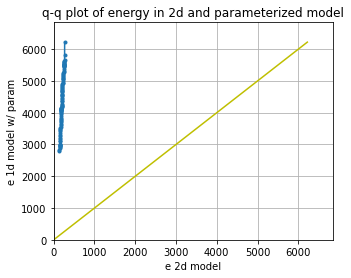 q-q plot of energy in 2d and parameterized model
6000
5000
4000
3000
2000
1000
0
e 1d model w/ param
0 1000 2000 3000 4000 5000 6000
e 2d model